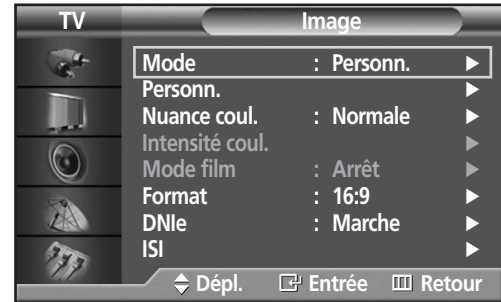 TV Image
Mode : Personn.
Personn.
Nuance coul. : Normale
Intensité coul.
Mode film : Arrêt
Format : 16:9
DNIe : Marche
ISI
Dépl. Entrée Retour